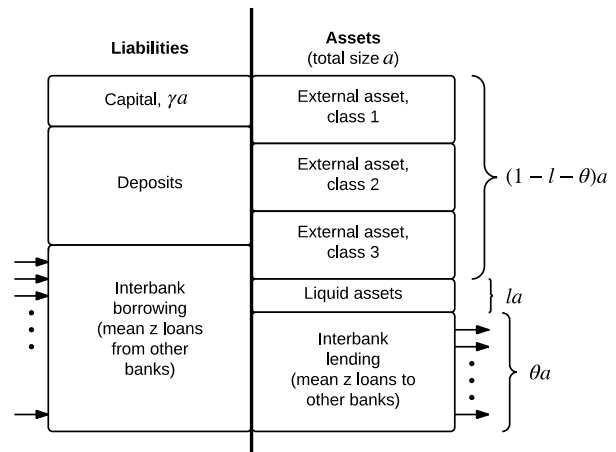 Liabilities
Assets
(total size a)
Capital, γa
Deposits
Interbank
borrowing
(mean z loans
from other
banks)
External asset,
class 1
External asset,
class 2
External asset,
class 3
Liquid assets
Interbank
lending
(mean z loans to
other banks)
(1 − l − θ)a
la
θa